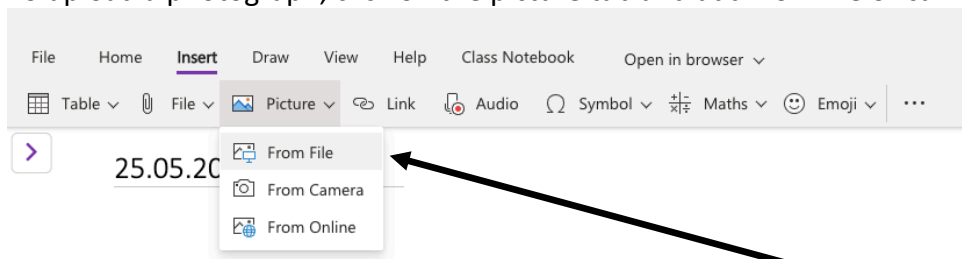 File Home Insert Draw View Help Class Notebook Open in browser
Table File Picture Link Audio Symbol Maths Emoji ...
From File
25.05.20
From Camera
From Online